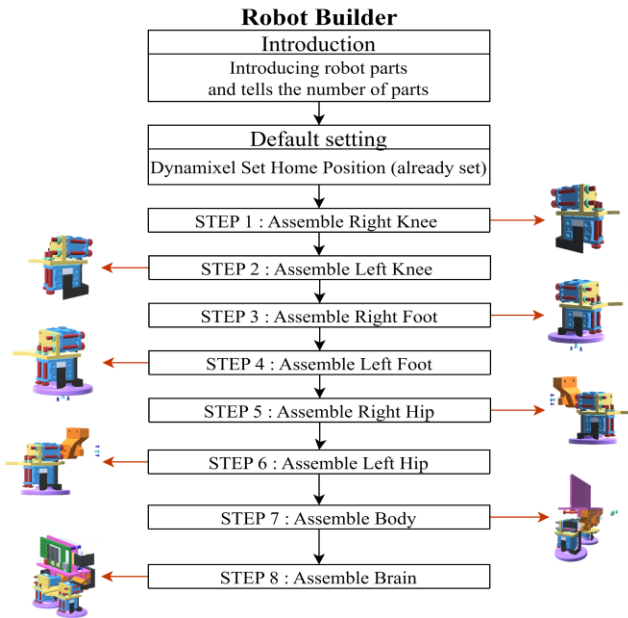 Robot Builder
Introduction
Introducing robot parts
and tells the number of parts
Default setting
Dynamixel Set Home Position (already set)
STEP 1 : Assemble Right Knee
STEP 2 : Assemble Left Knee
STEP 3 : Assemble Right Foot
STEP 4 : Assemble Left Foot
STEP 5 : Assemble Right Hip
STEP 6 : Assemble Left Hip
STEP 7 : Assemble Body
STEP 8 : Assemble Brain